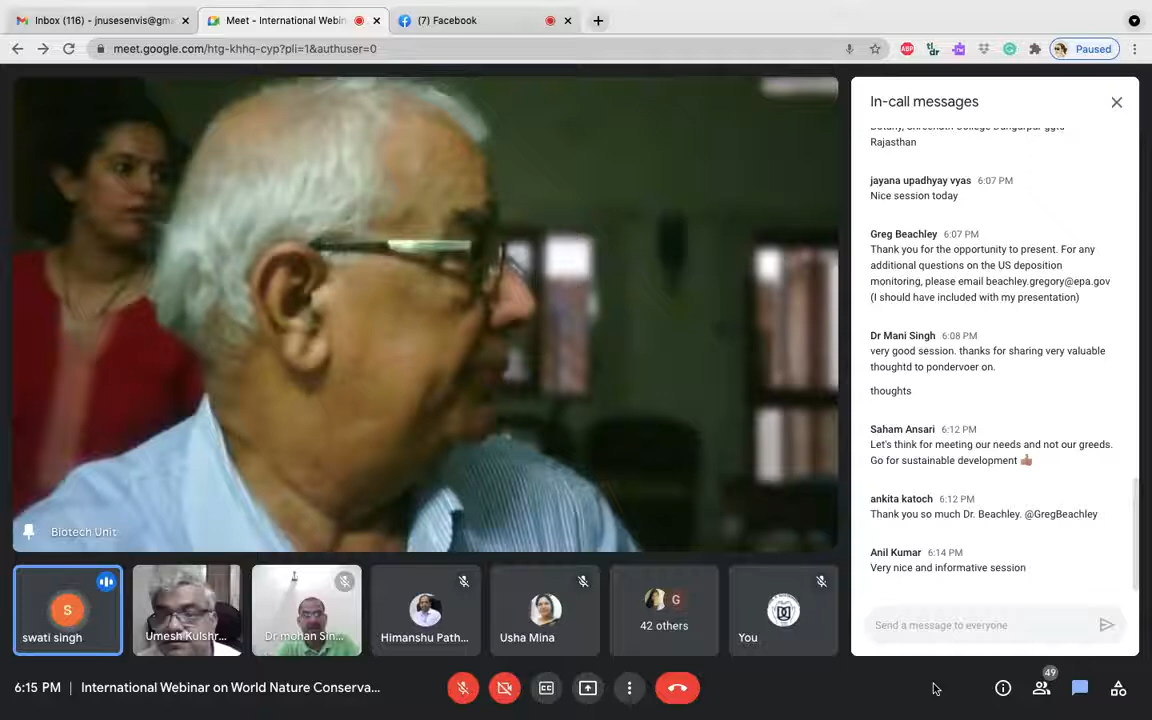 Inbox (116) - jnusesenvis@gm
Meet - International Webin
(7) Facebook
meet.google.com/htg-khhq-cyp?pli=1&authuser=0
ABP
tl;dr
Paused
In-call messages
Rajasthan
jayana upadhyay vyas 6:07 PM
Nice session today
Greg Beachley 6:07 PM
Thank you for the opportunity to present. For any
additional questions on the US deposition
monitoring, please email beachley.gregory@epa.gov
(I should have included with my presentation)
Dr Mani Singh 6:08 PM
very good session. thanks for sharing very valuable
thoughtd to pondervoer on.
thoughts
Saham Ansari 6:12 PM
Let's think for meeting our needs and not our greeds.
Go for sustainable development 👍🏽
ankita katoch 6:12 PM
Thank you so much Dr. Beachley. @GregBeachley
Anil Kumar 6:14 PM
Very nice and informative session
Send a message to everyone
Biotech Unit
S
swati singh
Umesh Kulshr...
Dr mohan Sin...
Himanshu Path...
Usha Mina
G
42 others
You
6:15 PM | International Webinar on World Nature Conserva...
49